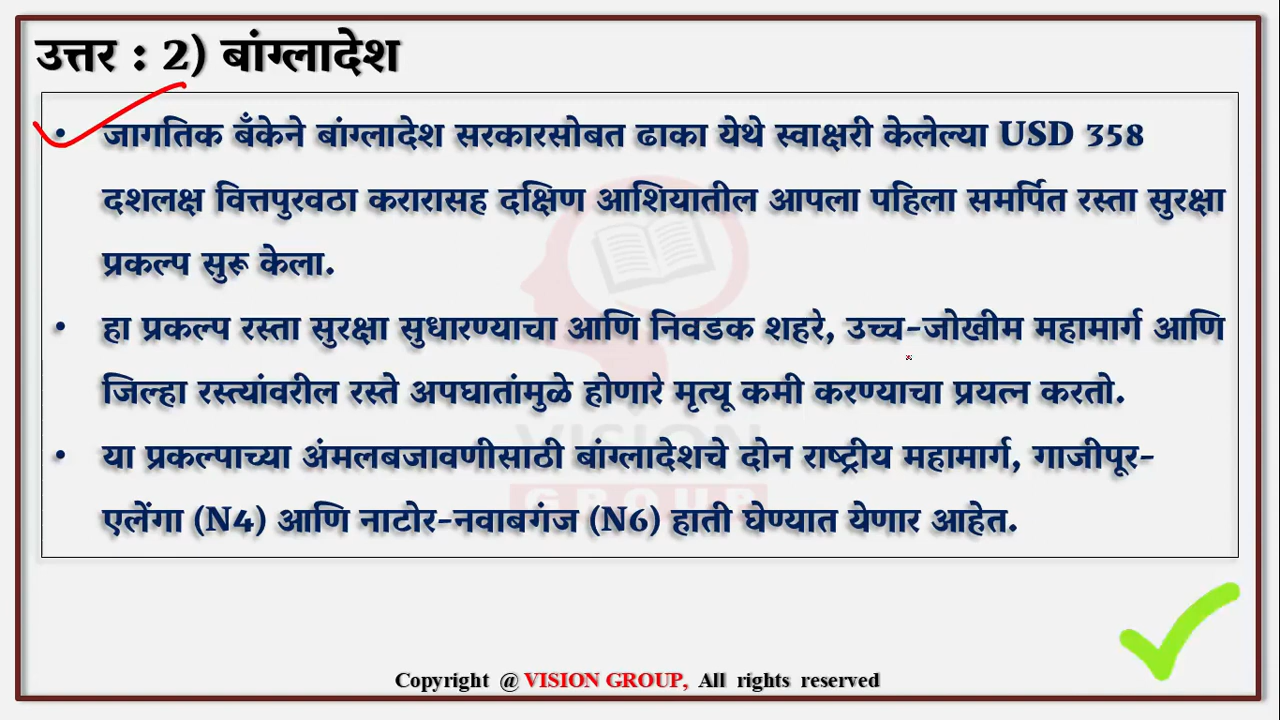 उत्तर : 2) बांग्लादेश
• जागतिक बँकेने बांग्लादेश सरकारसोबत ढाका येथे स्वाक्षरी केलेल्या USD 358
दशलक्ष वित्तपुरवठा करारासह दक्षिण आशियातील आपला पहिला समर्पित रस्ता सुरक्षा
प्रकल्प सुरू केला.
• हा प्रकल्प रस्ता सुरक्षा सुधारण्याचा आणि निवडक शहरे, उच्च-जोखीम महामार्ग आणि
जिल्हा रस्त्यांवरील रस्ते अपघातांमुळे होणारे मृत्यू कमी करण्याचा प्रयत्न करतो.
• या प्रकल्पाच्या अंमलबजावणीसाठी बांग्लादेशचे दोन राष्ट्रीय महामार्ग, गाजीपूर-
एलेंगा (N4) आणि नाटोर-नवाबगंज (N6) हाती घेण्यात येणार आहेत.
VISION
GROUP
Copyright @ VISION GROUP, All rights reserved